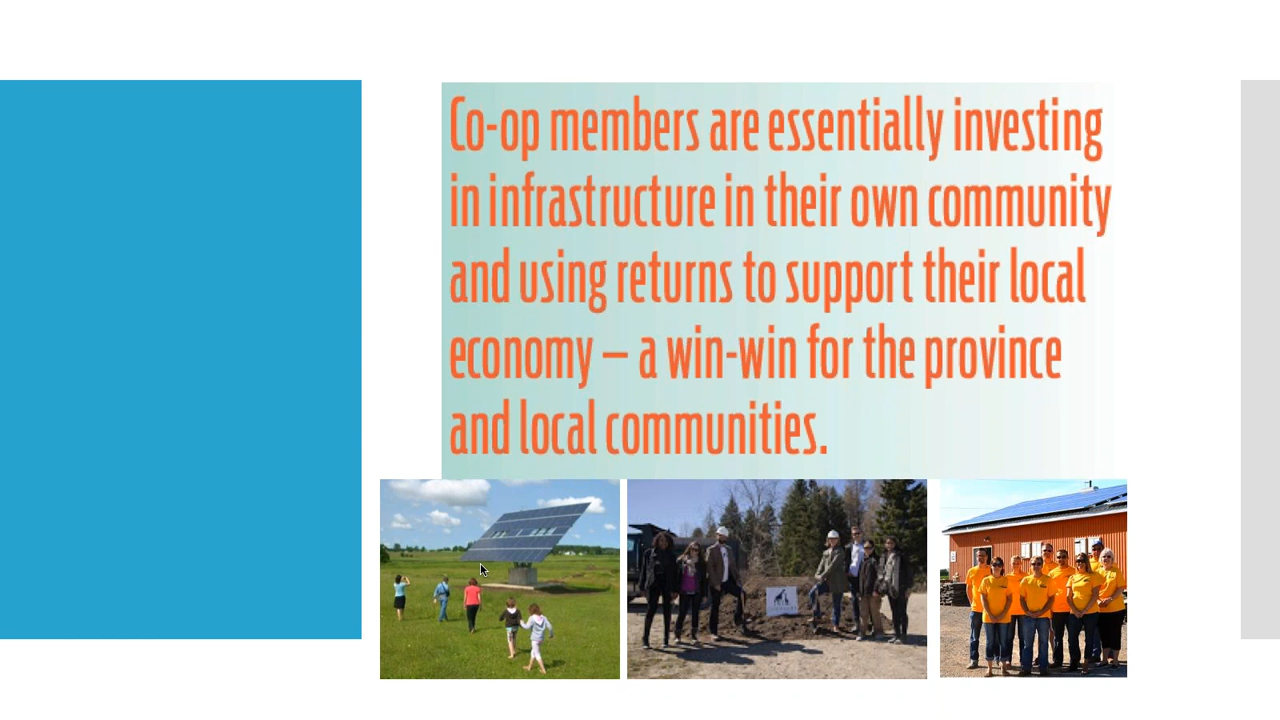 Co-op members are essentially investing
in infrastructure in their own community
and using returns to support their local
economy – a win-win for the province
and local communities.